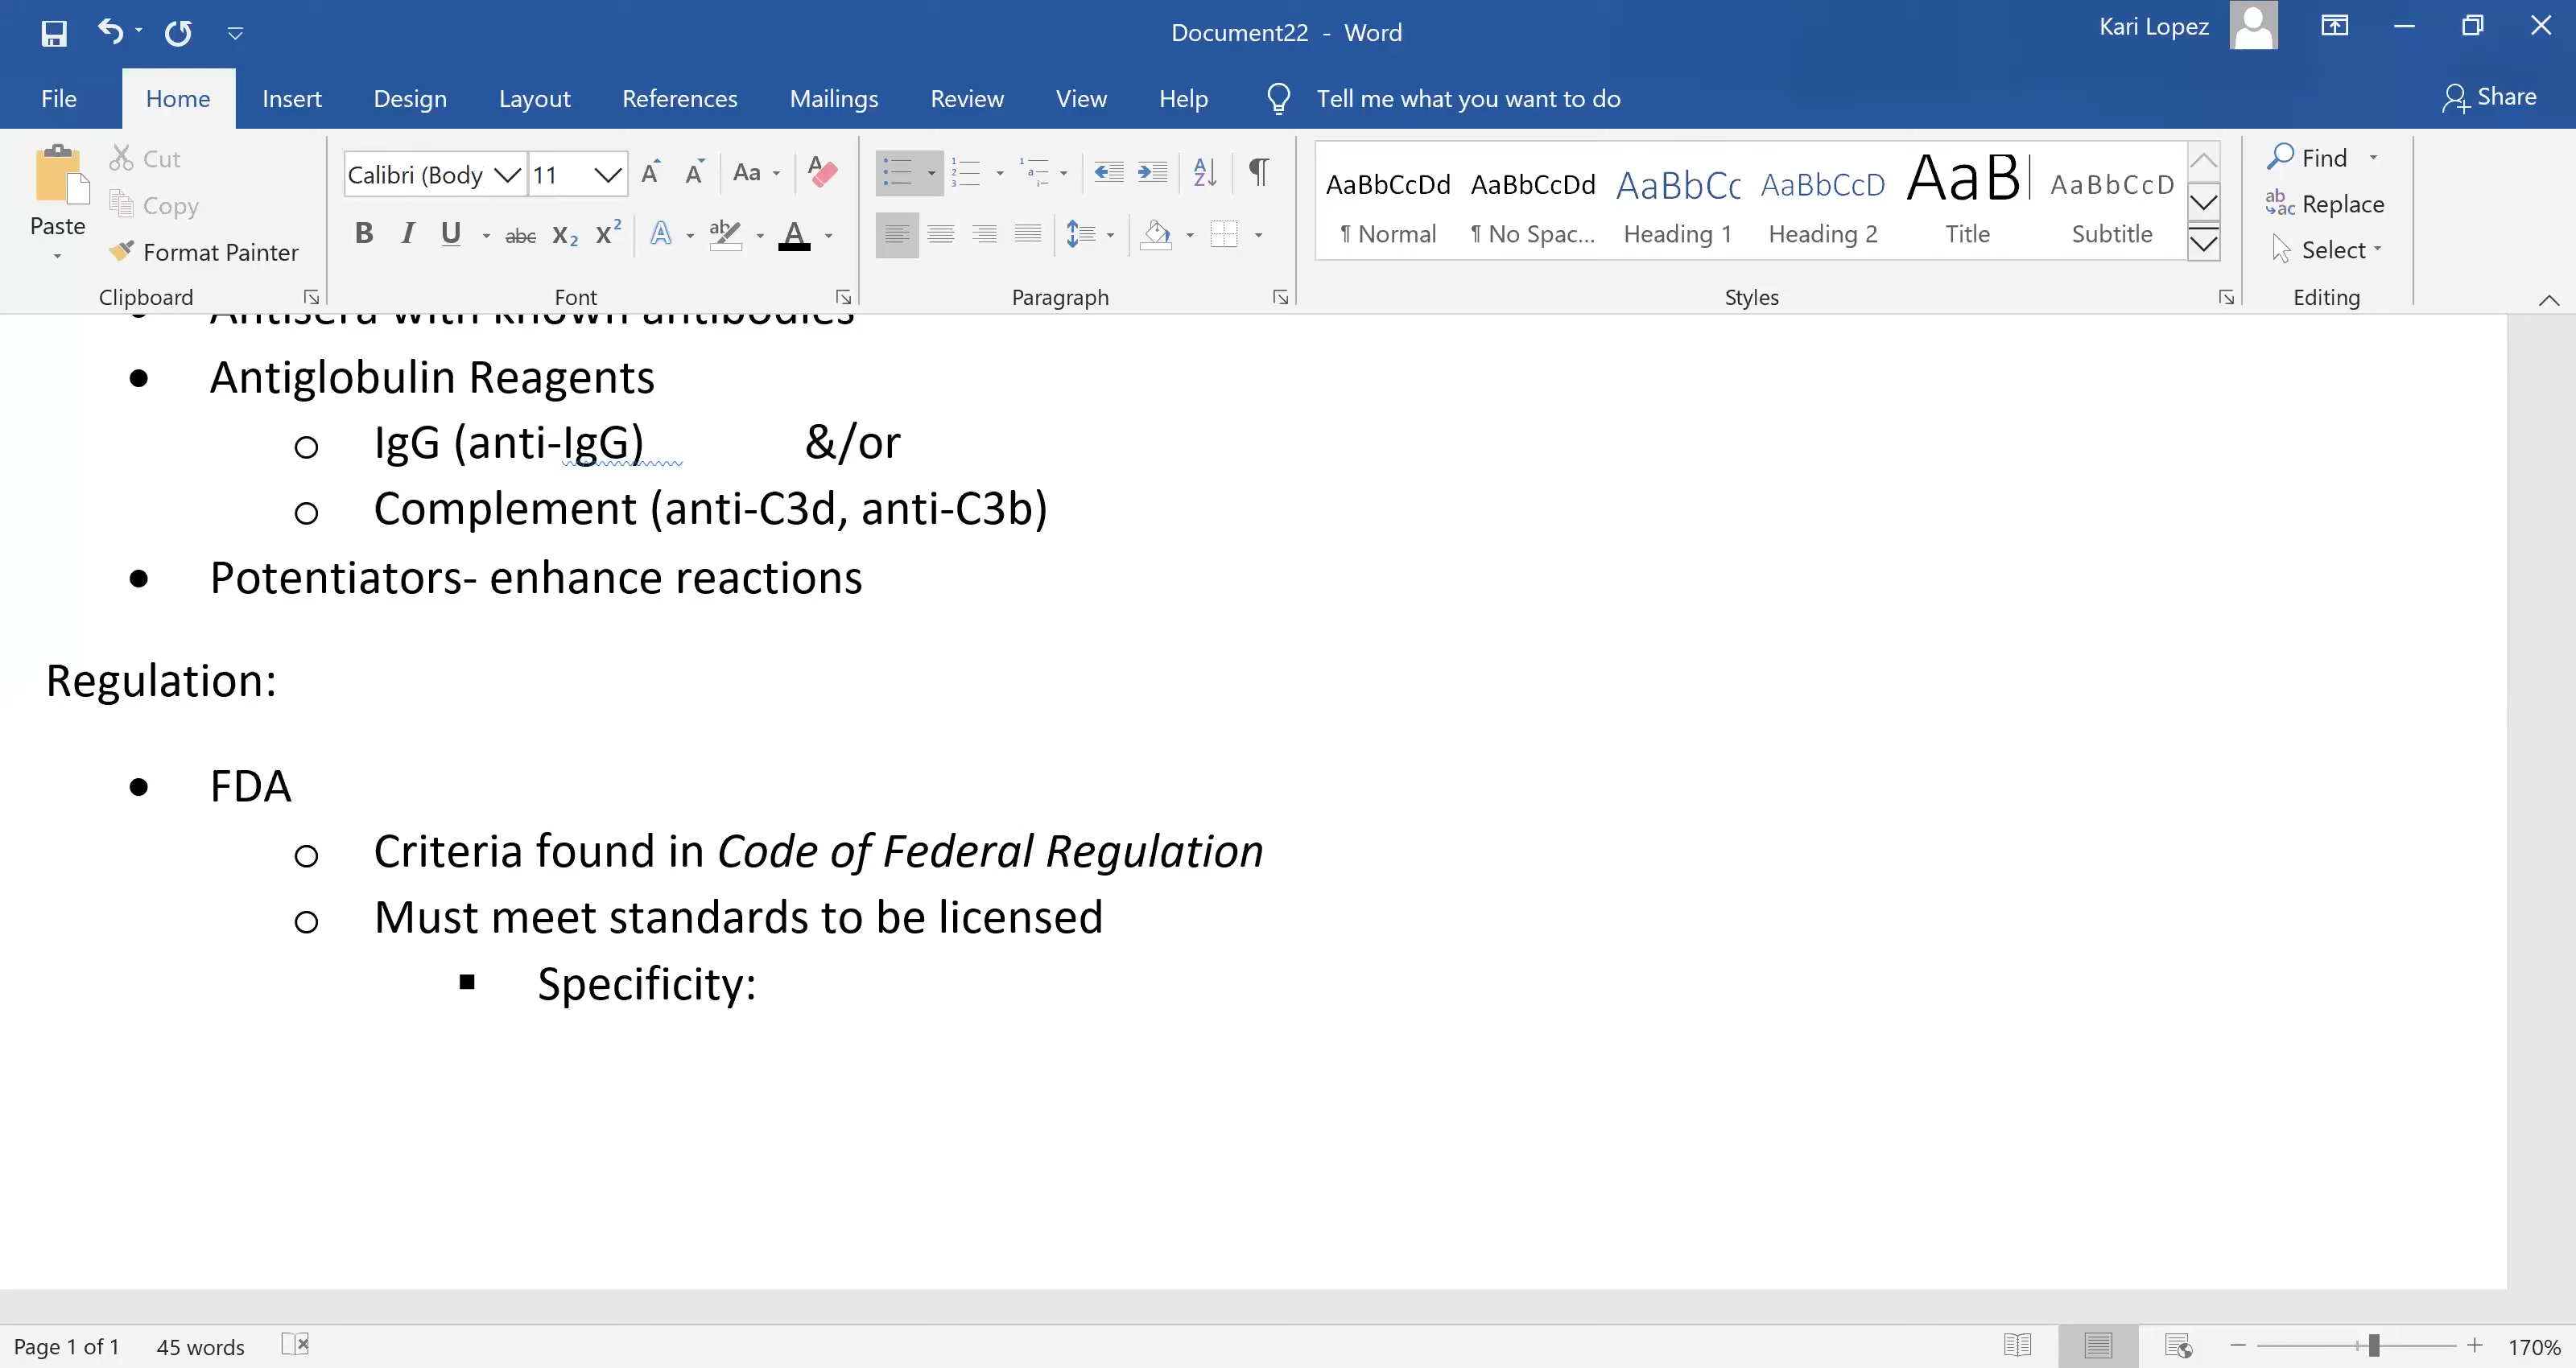 Document22 - Word
Kari Lopez
File Home Insert Design Layout References Mailings Review View Help Tell me what you want to do Share
Paste
Cut
Copy
Format Painter
Clipboard
Calibri (Body 11
Font
Paragraph
AaBbCcDd AaBbCcDd AaBbCc AaBbCcD AaB AaBbCcD
¶ Normal ¶ No Spac... Heading 1 Heading 2 Title Subtitle
Styles
Find
Replace
Select
Editing
• Antisera with known antibodies
• Antiglobulin Reagents
o IgG (anti-IgG) &/or
o Complement (anti-C3d, anti-C3b)
• Potentiators- enhance reactions
Regulation:
• FDA
o Criteria found in Code of Federal Regulation
o Must meet standards to be licensed
▪ Specificity:
Page 1 of 1 45 words 170%